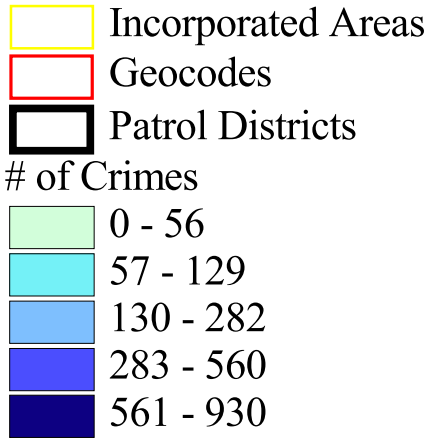 Incorporated Areas
Geocodes
Patrol Districts
# of Crimes
0 - 56
57 - 129
130 - 282
283 - 560
561 - 930